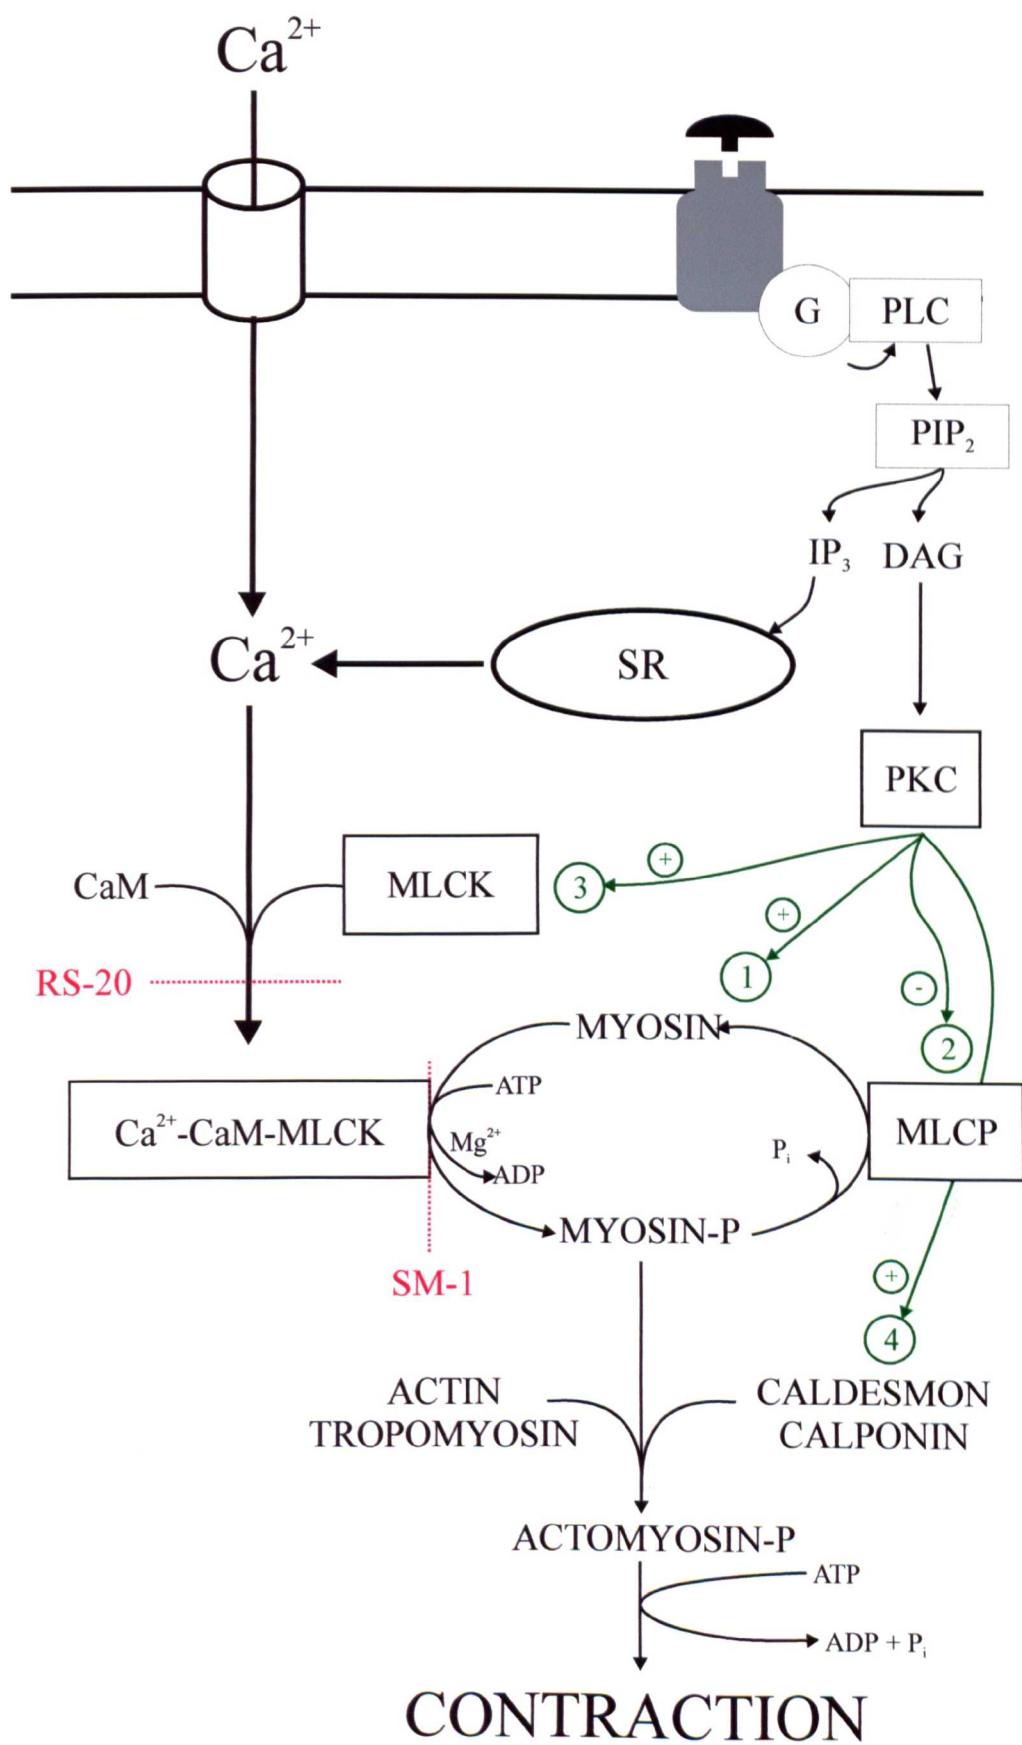 Ca²⁺
G
PLC
PIP₂
IP₃
DAG
Ca²⁺
SR
PKC
CaM
MLCK
3
+
+
1
-
2
RS-20
MYOSIN
ATP
Ca²⁺-CaM-MLCK
Mg²⁺
ADP
Pᵢ
MLCP
MYOSIN-P
SM-1
+
4
ACTIN
TROPOMYOSIN
CALDESMON
CALPONIN
ACTOMYOSIN-P
ATP
ADP + Pᵢ
CONTRACTION